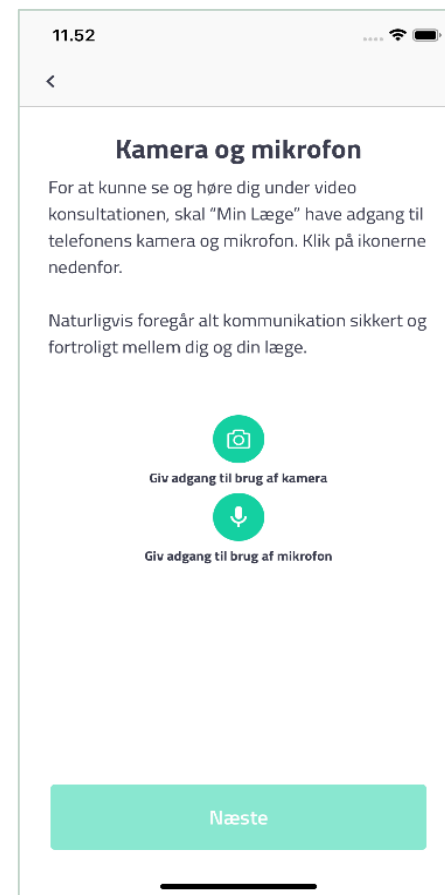 11.52
Kamera og mikrofon
For at kunne se og høre dig under video
konsultationen, skal “Min Læge” have adgang til
telefonens kamera og mikrofon. Klik på ikonerne
nedenfor.
Naturligvis foregår alt kommunikation sikkert og
fortroligt mellem dig og din læge.
Giv adgang til brug af kamera
Giv adgang til brug af mikrofon
Næste